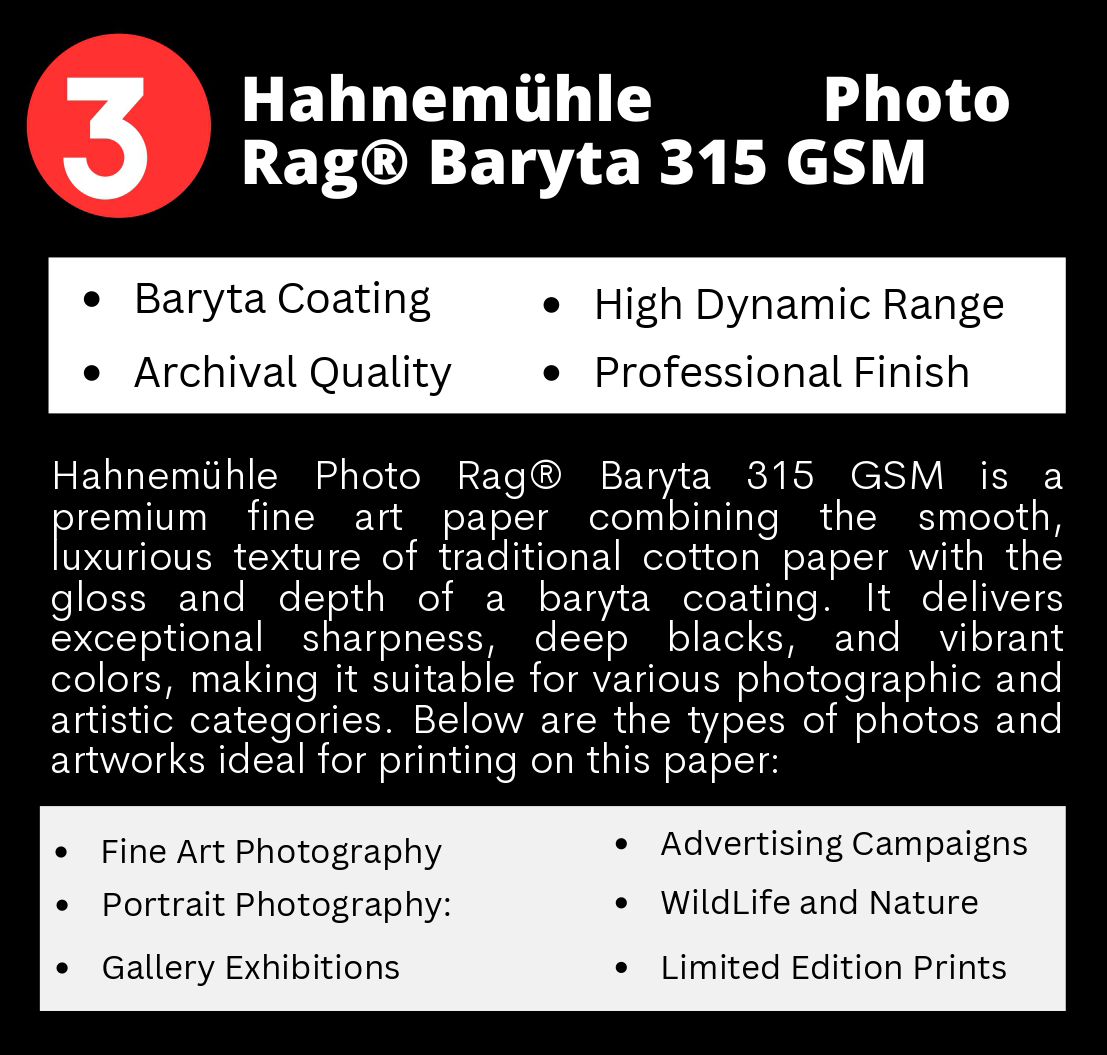 3
Hahnemühle Photo
Rag® Baryta 315 GSM
• Baryta Coating
• High Dynamic Range
• Archival Quality
• Professional Finish
Hahnemühle Photo Rag® Baryta 315 GSM is a
premium fine art paper combining the smooth,
luxurious texture of traditional cotton paper with the
gloss and depth of a baryta coating. It delivers
exceptional sharpness, deep blacks, and vibrant
colors, making it suitable for various photographic and
artistic categories. Below are the types of photos and
artworks ideal for printing on this paper:
• Fine Art Photography
• Advertising Campaigns
• Portrait Photography:
• WildLife and Nature
• Gallery Exhibitions
• Limited Edition Prints